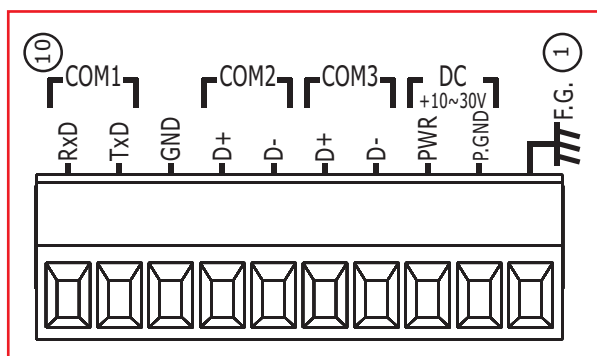 10 1
COM1 COM2 COM3 DC
+10~30V
RxD TxD GND D+ D- D+ D- PWR P.GND F.G.